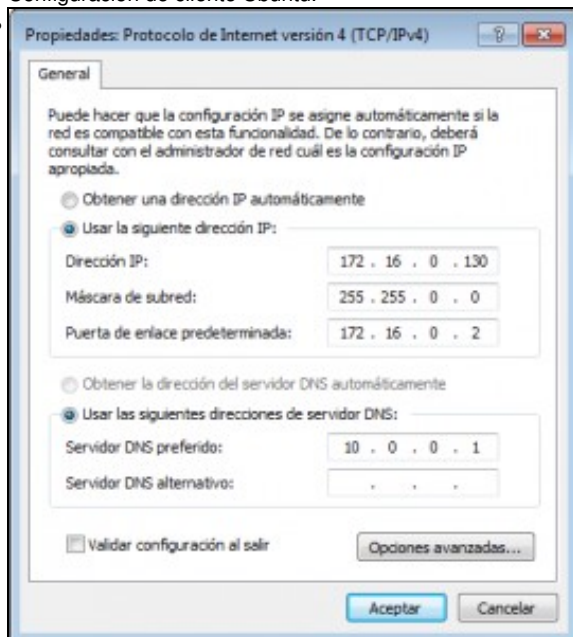 Configuración de cliente Ubuntu.
Propiedades: Protocolo de Internet versión 4 (TCP/IPv4)
General
Puede hacer que la configuración IP se asigne automáticamente si la
red es compatible con esta funcionalidad. De lo contrario, deberá
consultar con el administrador de red cuál es la configuración IP
apropiada.
Obtener una dirección IP automáticamente
Usar la siguiente dirección IP:
Dirección IP: 172 . 16 . 0 . 130
Máscara de subred: 255 . 255 . 0 . 0
Puerta de enlace predeterminada: 172 . 16 . 0 . 2
Obtener la dirección del servidor DNS automáticamente
Usar las siguientes direcciones de servidor DNS:
Servidor DNS preferido: 10 . 0 . 0 . 1
Servidor DNS alternativo: . . .
Validar configuración al salir
Opciones avanzadas...
Aceptar Cancelar